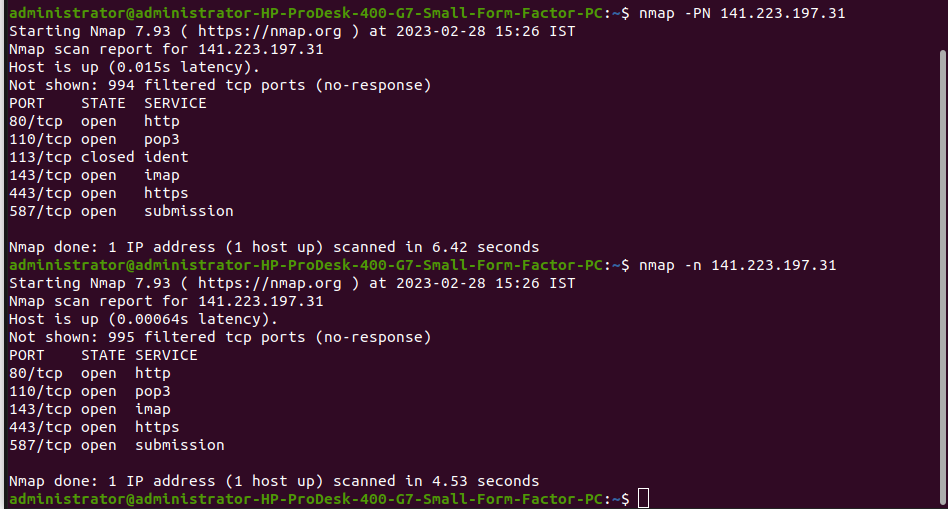 administrator@administrator-HP-ProDesk-400-G7-Small-Form-Factor-PC:~$ nmap -PN 141.223.197.31
Starting Nmap 7.93 ( https://nmap.org ) at 2023-02-28 15:26 IST
Nmap scan report for 141.223.197.31
Host is up (0.015s latency).
Not shown: 994 filtered tcp ports (no-response)
PORT    STATE  SERVICE
80/tcp  open   http
110/tcp open   pop3
113/tcp closed ident
143/tcp open   imap
443/tcp open   https
587/tcp open   submission

Nmap done: 1 IP address (1 host up) scanned in 6.42 seconds
administrator@administrator-HP-ProDesk-400-G7-Small-Form-Factor-PC:~$ nmap -n 141.223.197.31
Starting Nmap 7.93 ( https://nmap.org ) at 2023-02-28 15:26 IST
Nmap scan report for 141.223.197.31
Host is up (0.00064s latency).
Not shown: 995 filtered tcp ports (no-response)
PORT    STATE SERVICE
80/tcp  open  http
110/tcp open  pop3
143/tcp open  imap
443/tcp open  https
587/tcp open  submission

Nmap done: 1 IP address (1 host up) scanned in 4.53 seconds
administrator@administrator-HP-ProDesk-400-G7-Small-Form-Factor-PC:~$